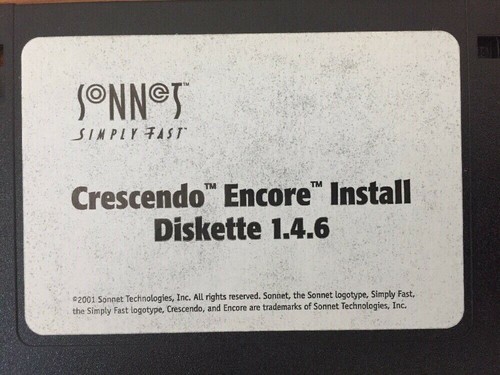 SONNET™
SIMPLY FAST™
Crescendo™ Encore™ Install
Diskette 1.4.6
©2001 Sonnet Technologies, Inc. All rights reserved. Sonnet, the Sonnet logotype, Simply Fast,
the Simply Fast logotype, Crescendo, and Encore are trademarks of Sonnet Technologies, Inc.